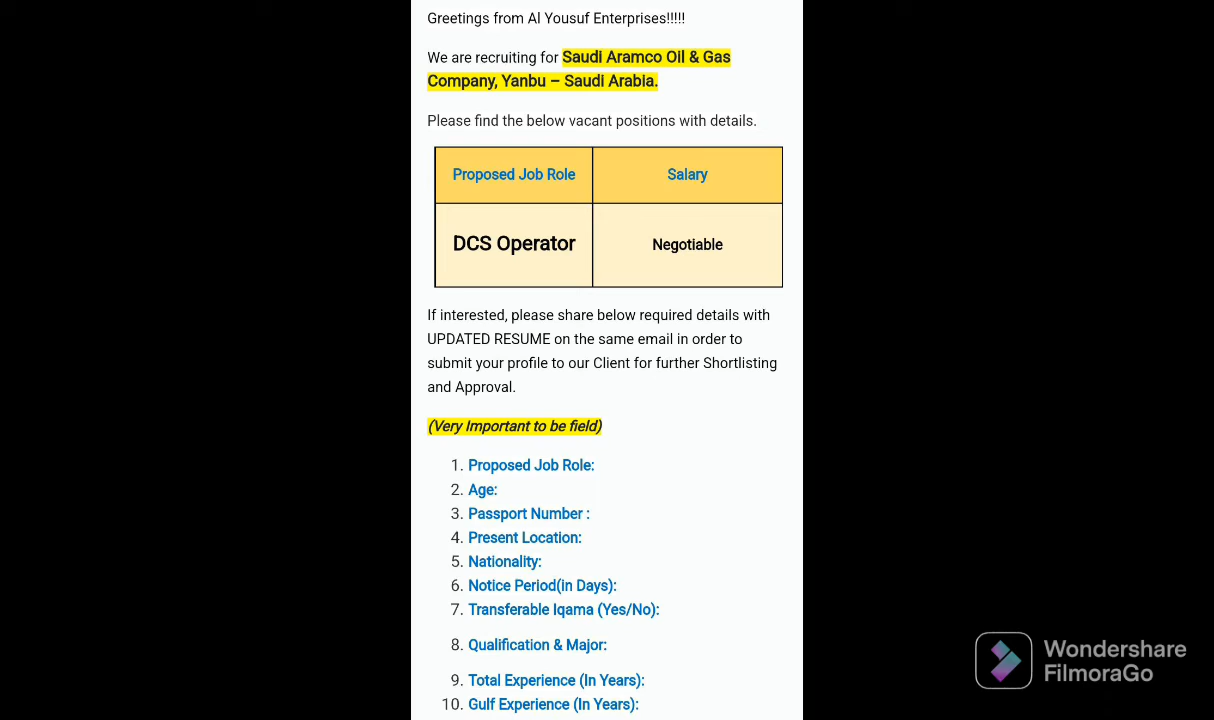 Greetings from Al Yousuf Enterprises!!!!!
We are recruiting for Saudi Aramco Oil & Gas
Company, Yanbu – Saudi Arabia.
Please find the below vacant positions with details.
Proposed Job Role
Salary
DCS Operator
Negotiable
If interested, please share below required details with
UPDATED RESUME on the same email in order to
submit your profile to our Client for further Shortlisting
and Approval.
(Very Important to be field)
1. Proposed Job Role:
2. Age:
3. Passport Number :
4. Present Location:
5. Nationality:
6. Notice Period(in Days):
7. Transferable Iqama (Yes/No):
8. Qualification & Major:
9. Total Experience (In Years):
10. Gulf Experience (In Years):
Wondershare
FilmoraGo